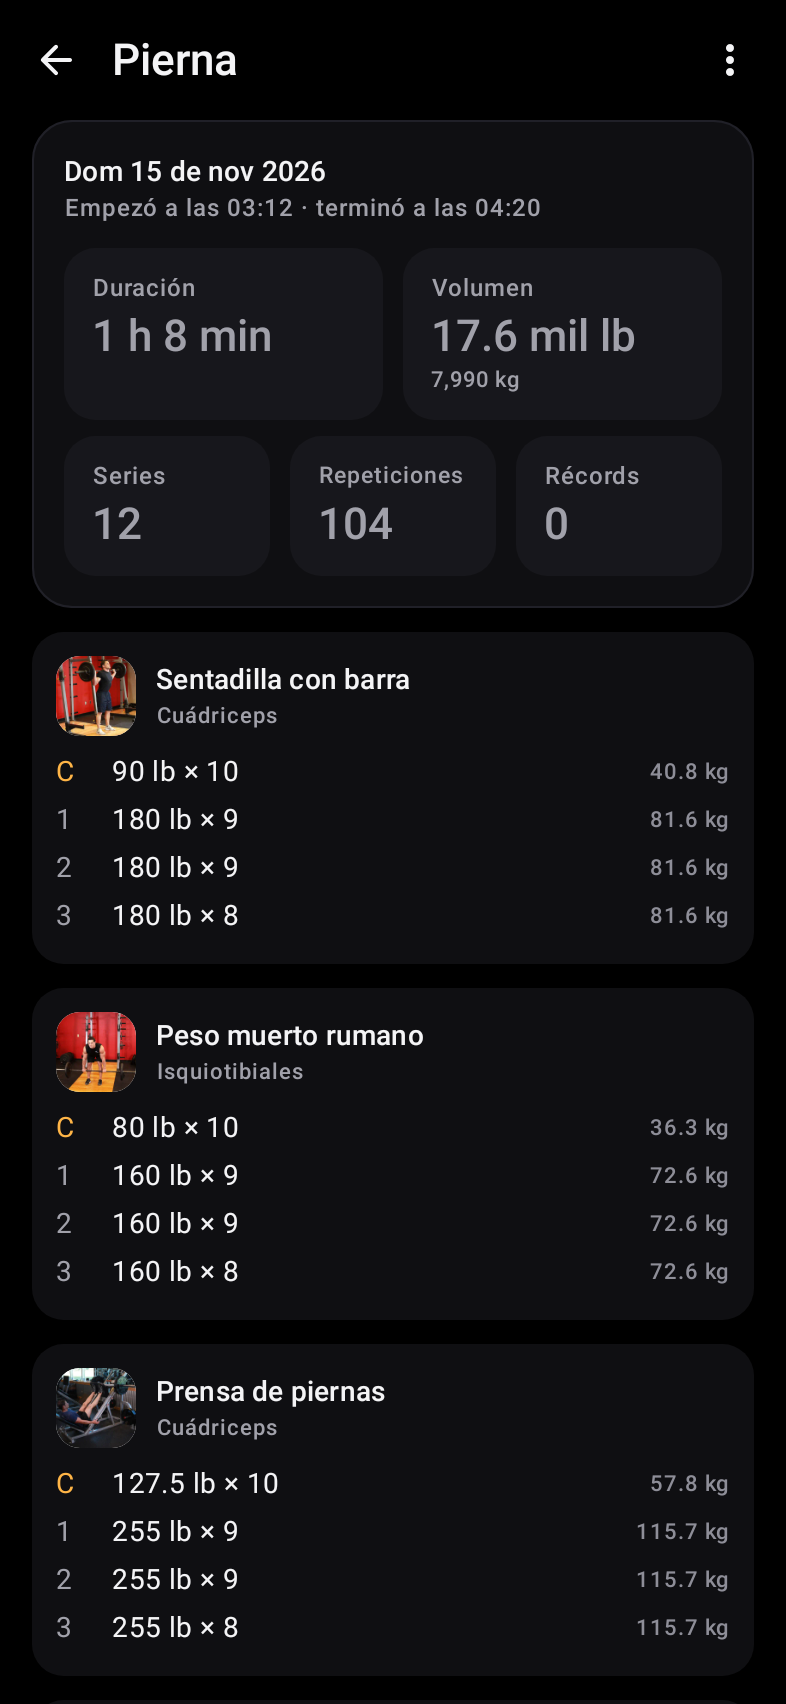 Pierna
Dom 15 de nov 2026
Empezó a las 03:12 · terminó a las 04:20
Duración
1 h 8 min
Volumen
17.6 mil lb
7,990 kg
Series
12
Repeticiones
104
Récords
0
Sentadilla con barra
Cuádriceps
C 90 lb × 10 40.8 kg
1 180 lb × 9 81.6 kg
2 180 lb × 9 81.6 kg
3 180 lb × 8 81.6 kg
Peso muerto rumano
Isquiotibiales
C 80 lb × 10 36.3 kg
1 160 lb × 9 72.6 kg
2 160 lb × 9 72.6 kg
3 160 lb × 8 72.6 kg
Prensa de piernas
Cuádriceps
C 127.5 lb × 10 57.8 kg
1 255 lb × 9 115.7 kg
2 255 lb × 9 115.7 kg
3 255 lb × 8 115.7 kg